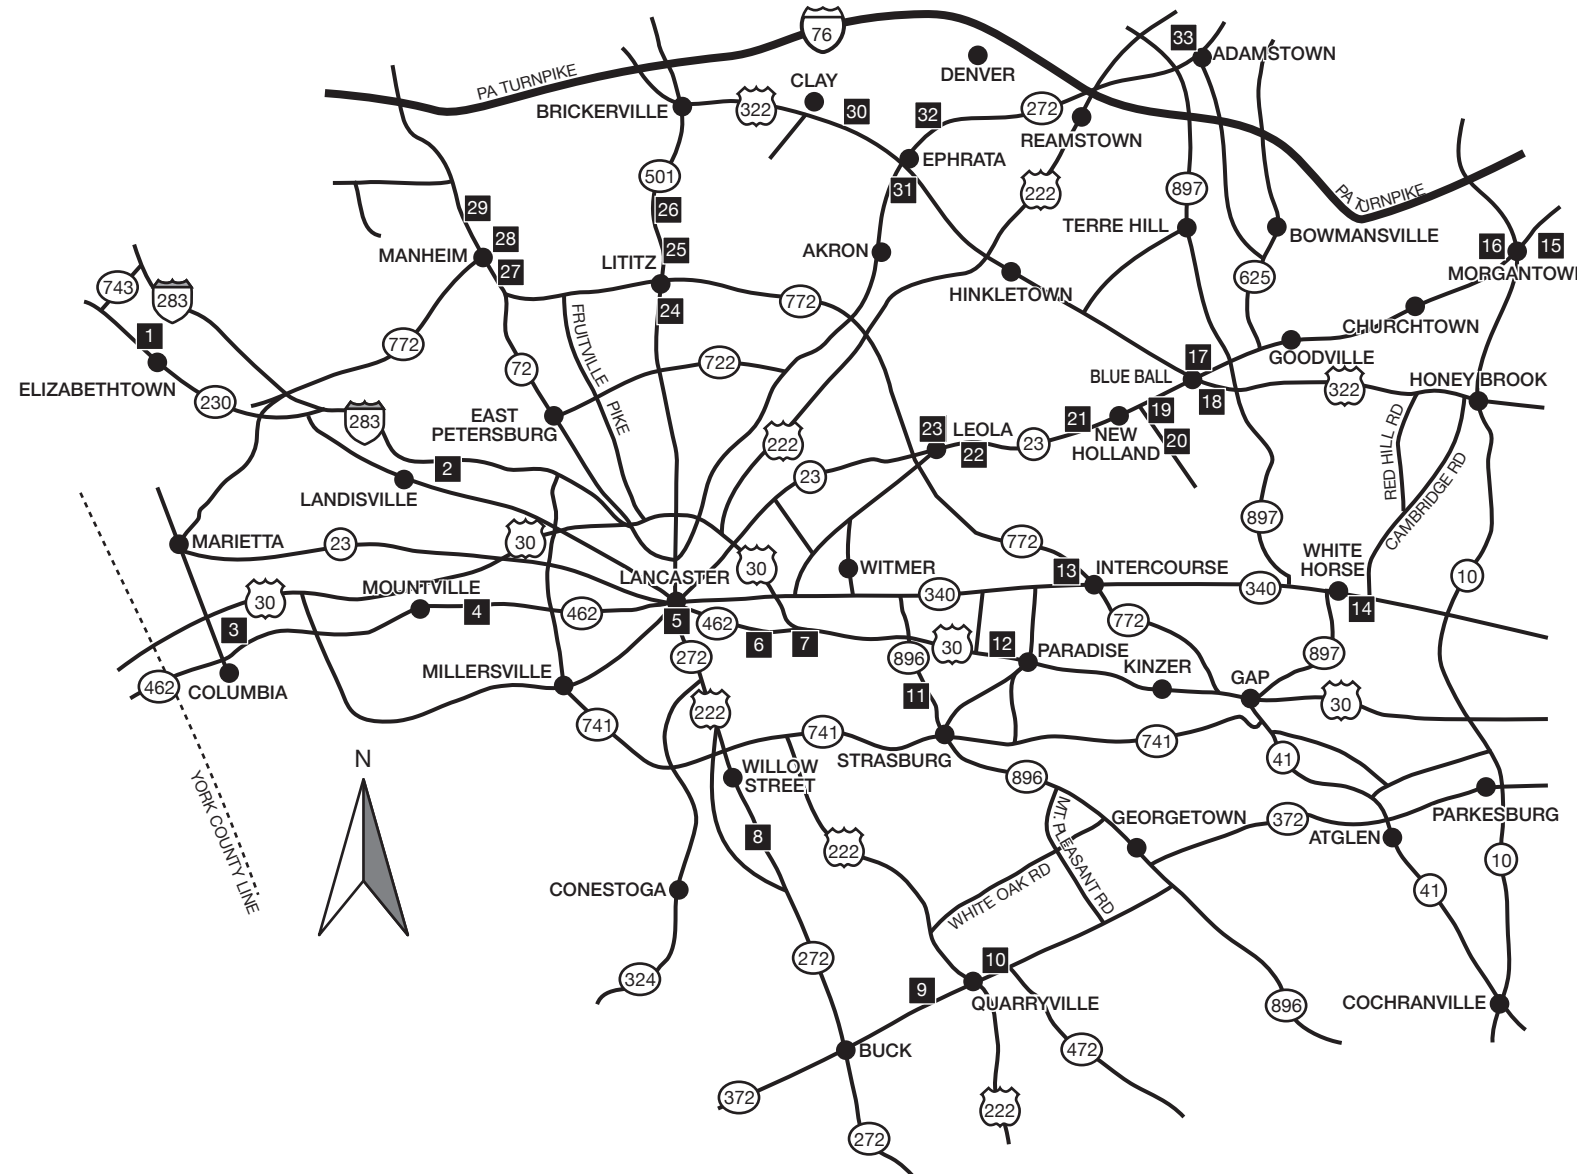 76
33
ADAMSTOWN
DENVER
PA TURNPIKE
CLAY
BRICKERVILLE
322
30
32
272
REAMSTOWN
EPHRATA
31
501
222
897
PA TURNPIKE
29
26
TERRE HILL
BOWMANSVILLE
28
MANHEIM
25
AKRON
16
15
MORGANTOW
27
LITITZ
743
283
HINKLETOWN
625
24
772
CHURCHTOWN
1
FRUITVILLE
PIKE
772
GOODVILLE
17
ELIZABETHTOWN
72
722
BLUE BALL
322
HONEY BROOK
230
18
283
EAST
PETERSBURG
222
23
LEOLA
21
19
RED HILL RD
22
23
NEW
HOLLAND
20
2
23
LANDISVILLE
CAMBRIDGE RD
897
MARIETTA
23
30
772
WHITE
HORSE
LANCASTER
30
WITMER
13
INTERCOURSE
10
MOUNTVILLE
30
340
340
14
4
462
5
462
772
3
6
7
30
12
PARADISE
272
896
897
KINZER
MILLERSVILLE
462
COLUMBIA
11
GAP
222
30
741
741
STRASBURG
741
N
41
WILLOW
STREET
896
YORK COUNTY LINE
MT. PLEASANT RD
GEORGETOWN
372
PARKESBURG
8
222
ATGLEN
10
CONESTOGA
WHITE OAK RD
41
272
10
324
9
QUARRYVILLE
896
COCHRANVILLE
BUCK
472
372
222
272